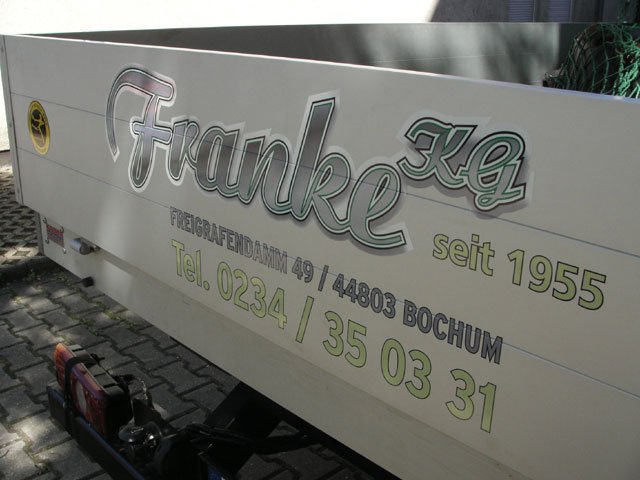 Franke KG
seit 1955
FREIGRAFENDAMM 49 / 44803 BOCHUM
Tel. 0234 / 35 03 31